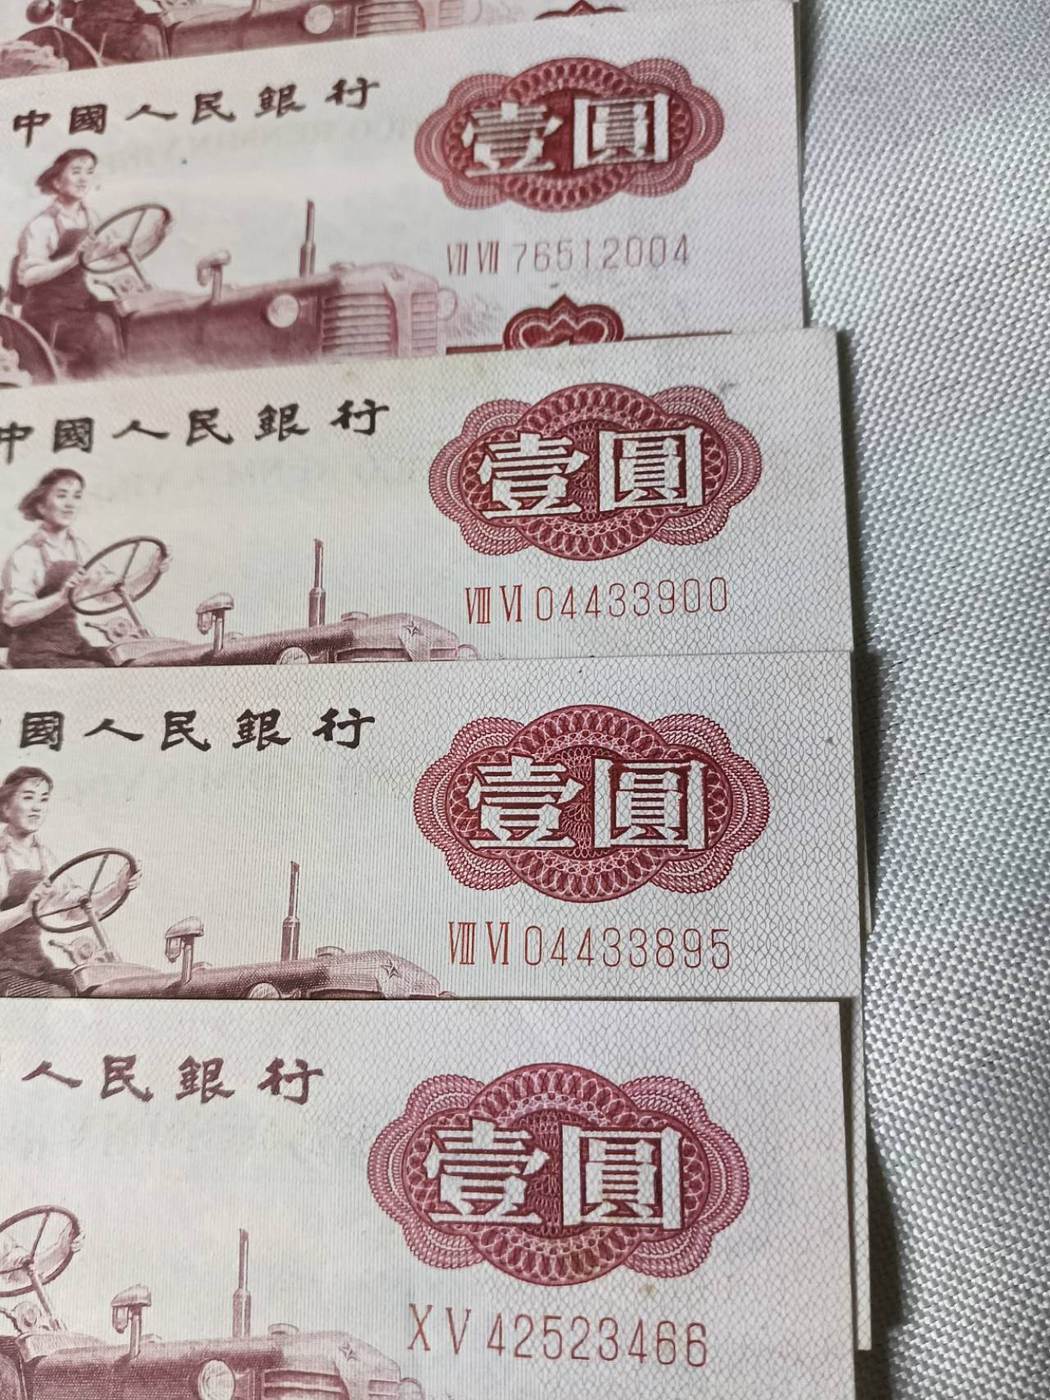 中國人民銀行
壹圓
VII VII 76512004
中國人民銀行
壹圓
VIII VI 04433900
國人民銀行
壹圓
VIII VI 04433895
人民銀行
壹圓
X V 42523466